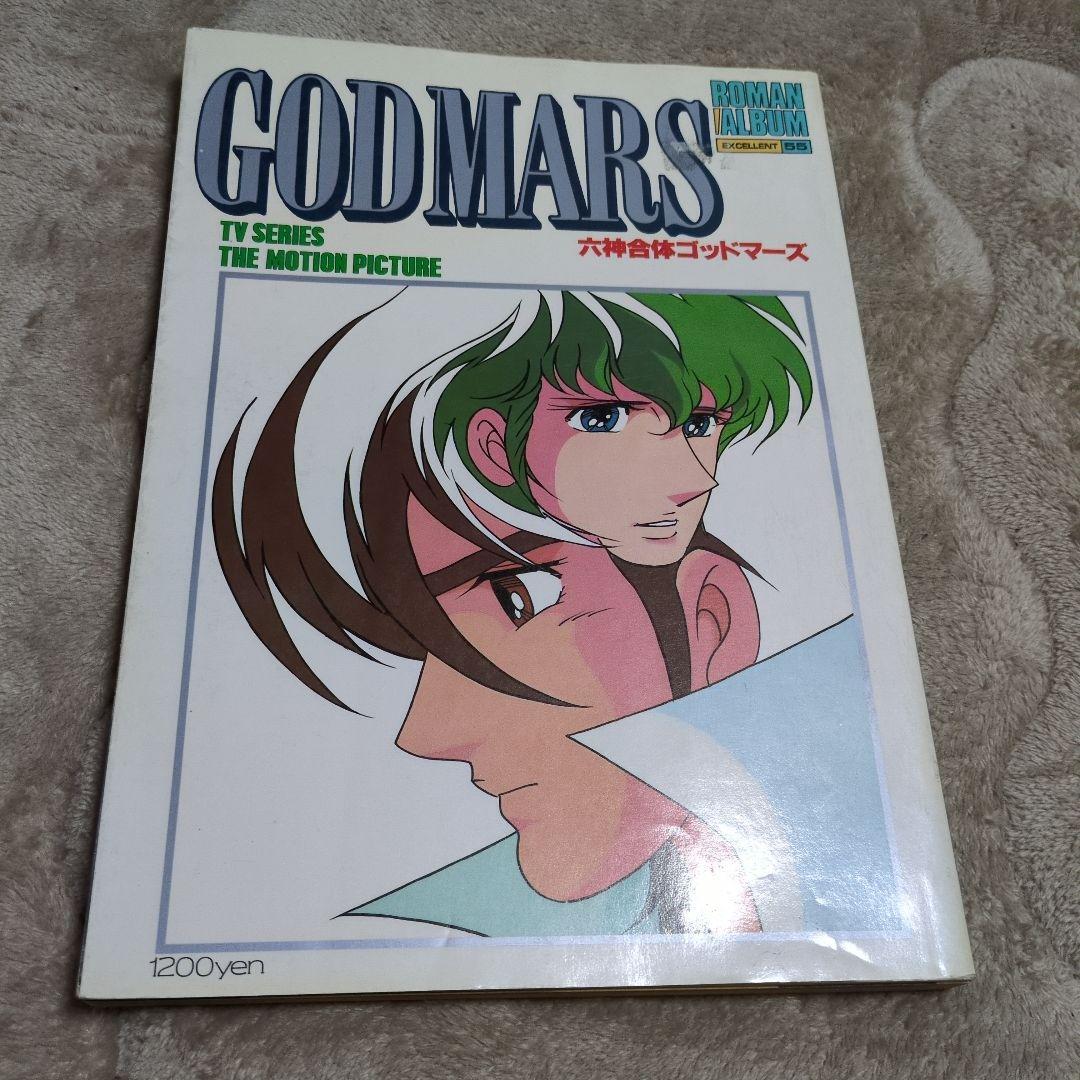 GODMARS
ROMAN
ALBUM
EXCELLENT 55
TV SERIES
THE MOTION PICTURE
六神合体ゴッドマーズ
1200yen